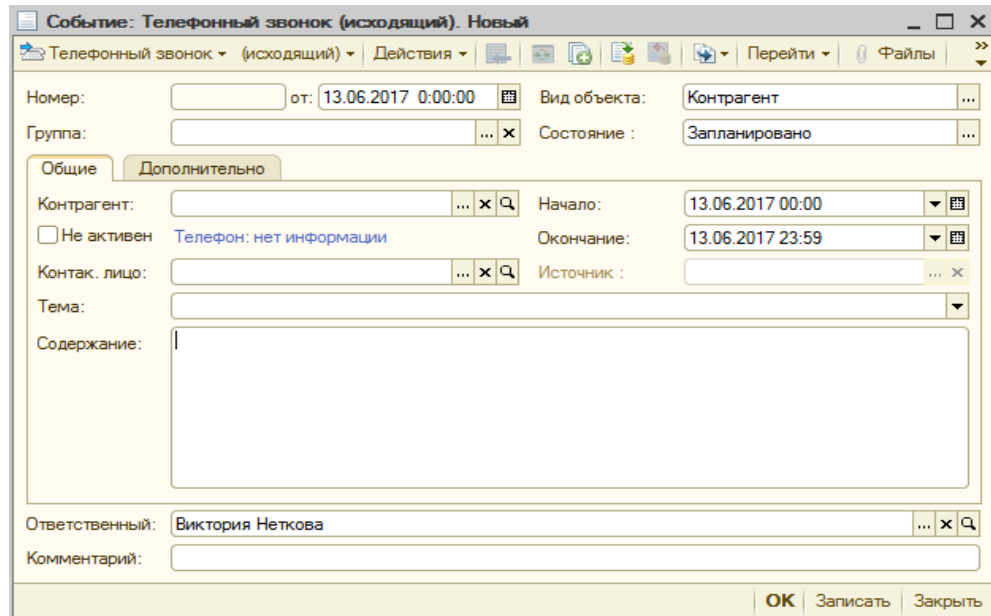 Событие: Телефонный звонок (исходящий). Новый
Телефонный звонок (исходящий) Действия Перейти Файлы
Номер: от: 13.06.2017 0:00:00 Вид объекта: Контрагент ...
Группа: ... Состояние : Запланировано ...
Общие Дополнительно
Контрагент: ... Начало: 13.06.2017 00:00
Не активен Телефон: нет информации Окончание: 13.06.2017 23:59
Контак. лицо: ... Источник : ...
Тема:
Содержание:
Ответственный: Виктория Неткова ...
Комментарий:
ОК Записать Закрыть